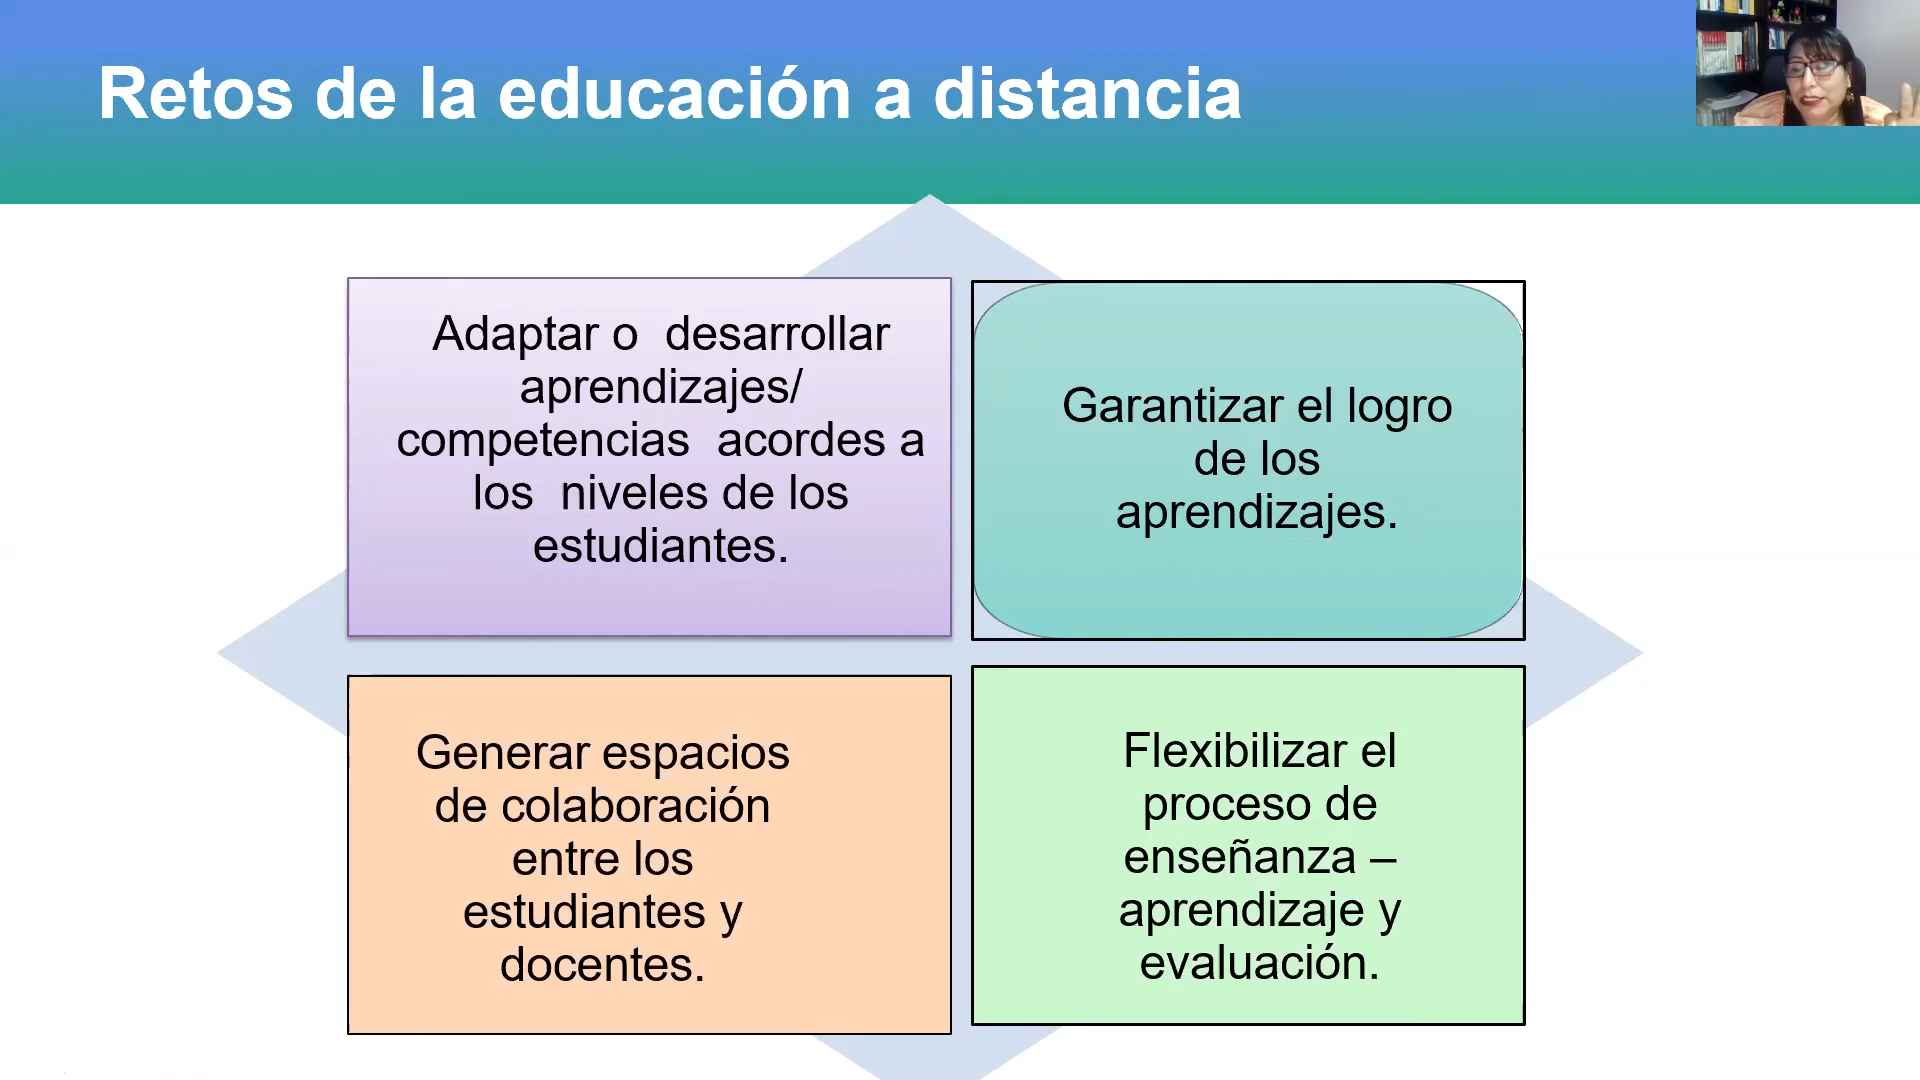 Retos de la educación a distancia
Adaptar o desarrollar
aprendizajes/
competencias acordes a
los niveles de los
estudiantes.
Garantizar el logro
de los
aprendizajes.
Generar espacios
de colaboración
entre los
estudiantes y
docentes.
Flexibilizar el
proceso de
enseñanza –
aprendizaje y
evaluación.